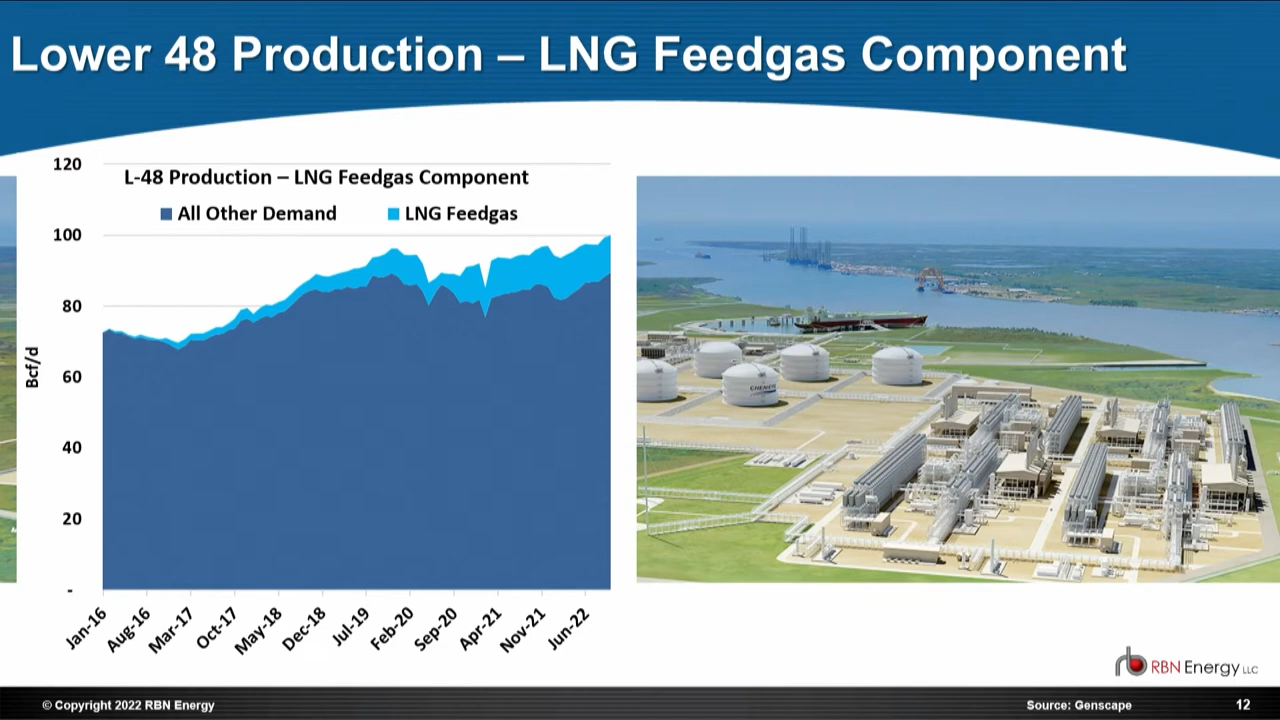 Lower 48 Production – LNG Feedgas Component
L-48 Production – LNG Feedgas Component
All Other Demand LNG Feedgas
120
100
80
60
40
20
-
Bcf/d
Jan-16 Aug-16 Mar-17 Oct-17 May-18 Dec-18 Jul-19 Feb-20 Sep-20 Apr-21 Nov-21 Jun-22
CHENIERE
RBN Energy LLC
© Copyright 2022 RBN Energy Source: Genscape 12